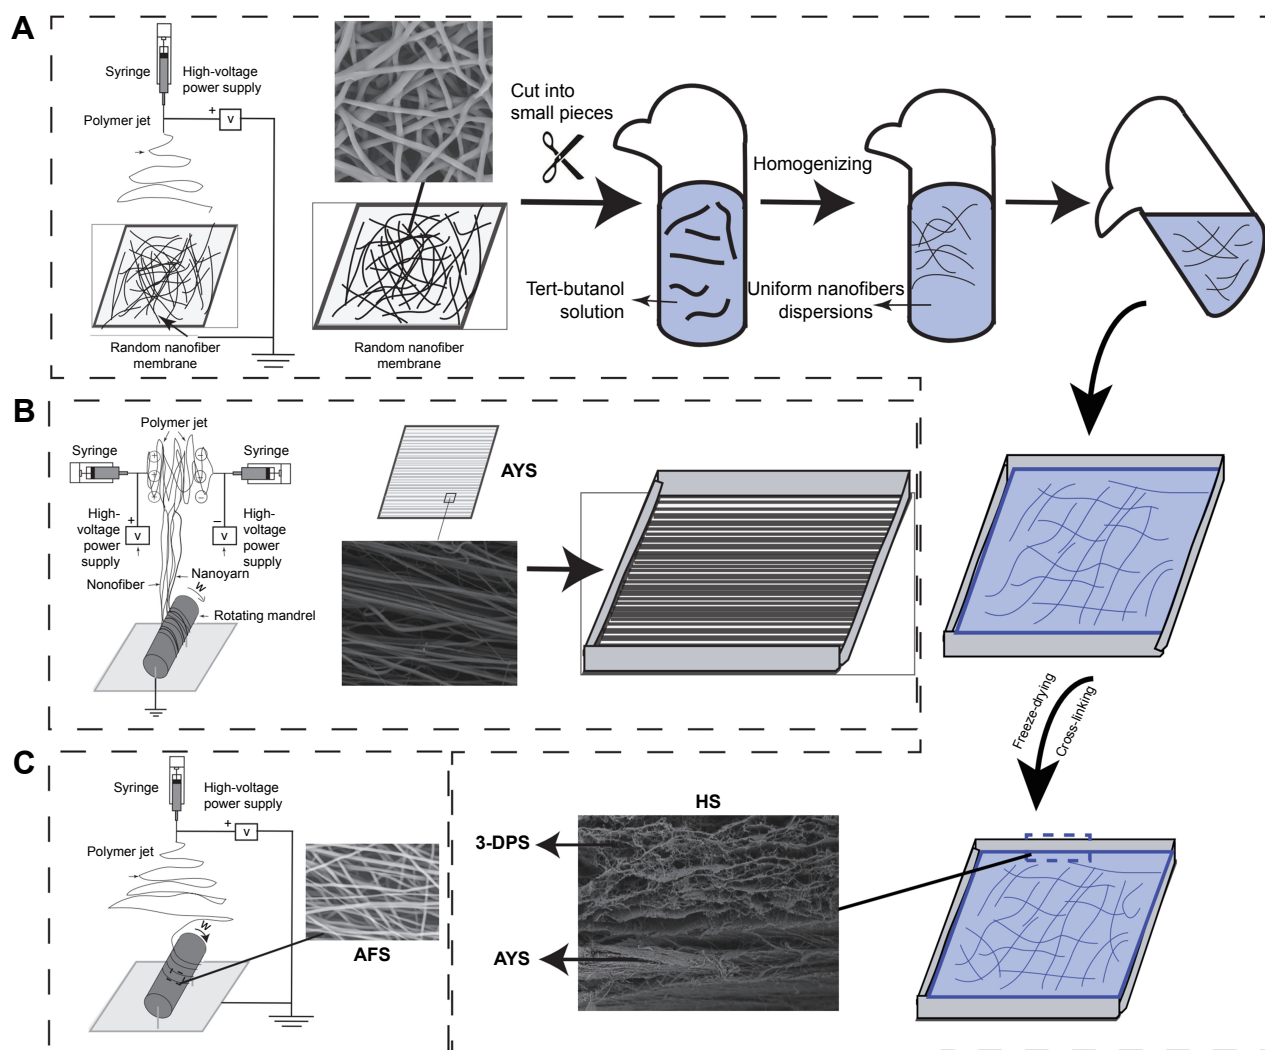 A
Syringe
High-voltage
power supply
+
V
Polymer jet
Random nanofiber
membrane
Random nanofiber
membrane
Cut into
small pieces
Tert-butanol
solution
Homogenizing
Uniform nanofibers
dispersions
B
Polymer jet
Syringe
Syringe
+
+
+
−
−
−
+
−
High-
voltage
power
supply
V
V
High-
voltage
power
supply
Nonofiber
Nanoyarn
W
Rotating mandrel
AYS
Freeze-drying
Cross-linking
C
Syringe
High-voltage
power supply
+
V
Polymer jet
W
AFS
HS
3-DPS
AYS